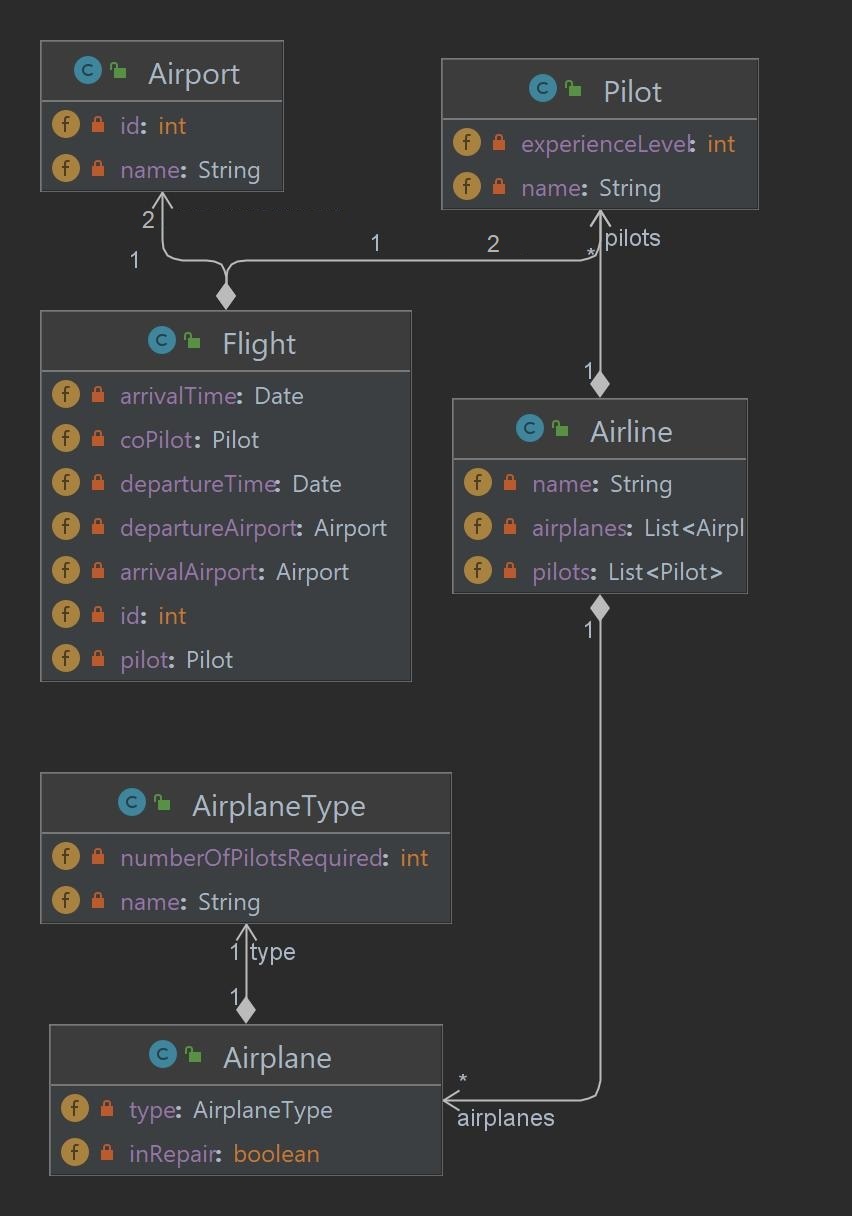 Airport
id: int
name: String
Pilot
experienceLevel: int
name: String
2
1
1
2
*
pilots
Flight
arrivalTime: Date
coPilot: Pilot
departureTime: Date
departureAirport: Airport
arrivalAirport: Airport
id: int
pilot: Pilot
1
Airline
name: String
airplanes: List<Airpl
pilots: List<Pilot>
1
AirplaneType
numberOfPilotsRequired: int
name: String
1 type
1
Airplane
type: AirplaneType
inRepair: boolean
*
airplanes